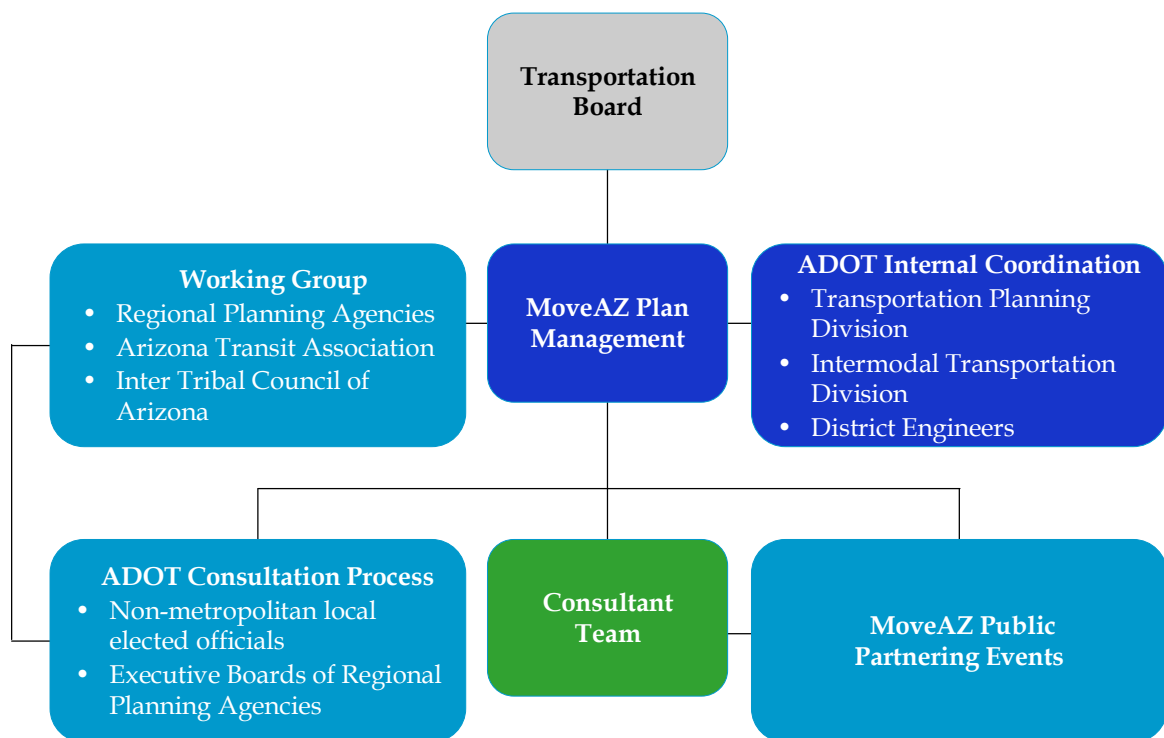 Transportation
Board
Working Group
• Regional Planning Agencies
• Arizona Transit Association
• Inter Tribal Council of
Arizona
MoveAZ Plan
Management
ADOT Internal Coordination
• Transportation Planning
Division
• Intermodal Transportation
Division
• District Engineers
ADOT Consultation Process
• Non-metropolitan local
elected officials
• Executive Boards of Regional
Planning Agencies
Consultant
Team
MoveAZ Public
Partnering Events